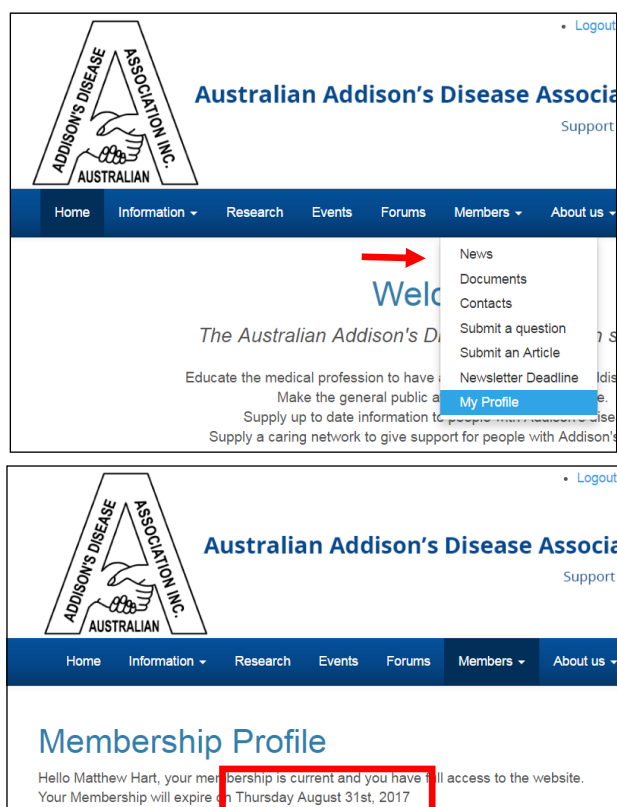 • Logout
ADDISON'S DISEASE
ASSOCIATION INC.
AUSTRALIAN
Australian Addison's Disease Associa
Support
Home Information Research Events Forums Members About us
News
Documents
Contacts
Submit a question
Submit an Article
Newsletter Deadline
My Profile
Welc
The Australian Addison's D n s
Educate the medical profession to have
Make the general public a e.
Supply up to date information to people with Addison's dise
Supply a caring network to give support for people with Addison's
• Logout
ADDISON'S DISEASE
ASSOCIATION INC.
AUSTRALIAN
Australian Addison's Disease Associa
Support
Home Information Research Events Forums Members About us
Membership Profile
Hello Matthew Hart, your membership is current and you have full access to the website.
Your Membership will expire on Thursday August 31st, 2017